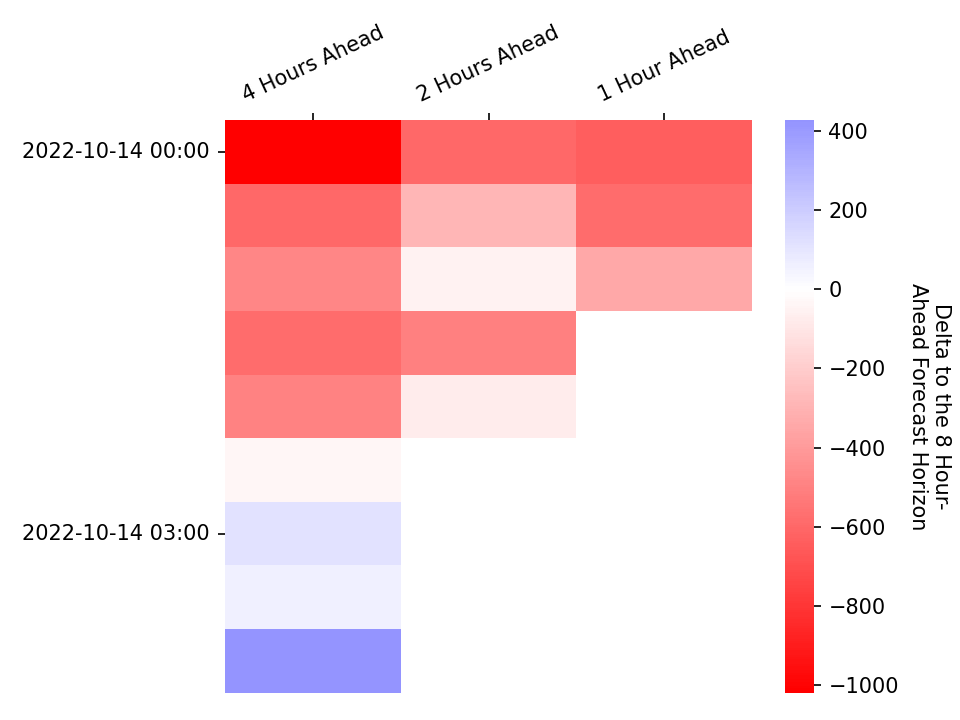 4 Hours Ahead
2 Hours Ahead
1 Hour Ahead
2022-10-14 00:00
2022-10-14 03:00
400
200
0
−200
−400
−600
−800
−1000
Delta to the 8 Hour-
Ahead Forecast Horizon